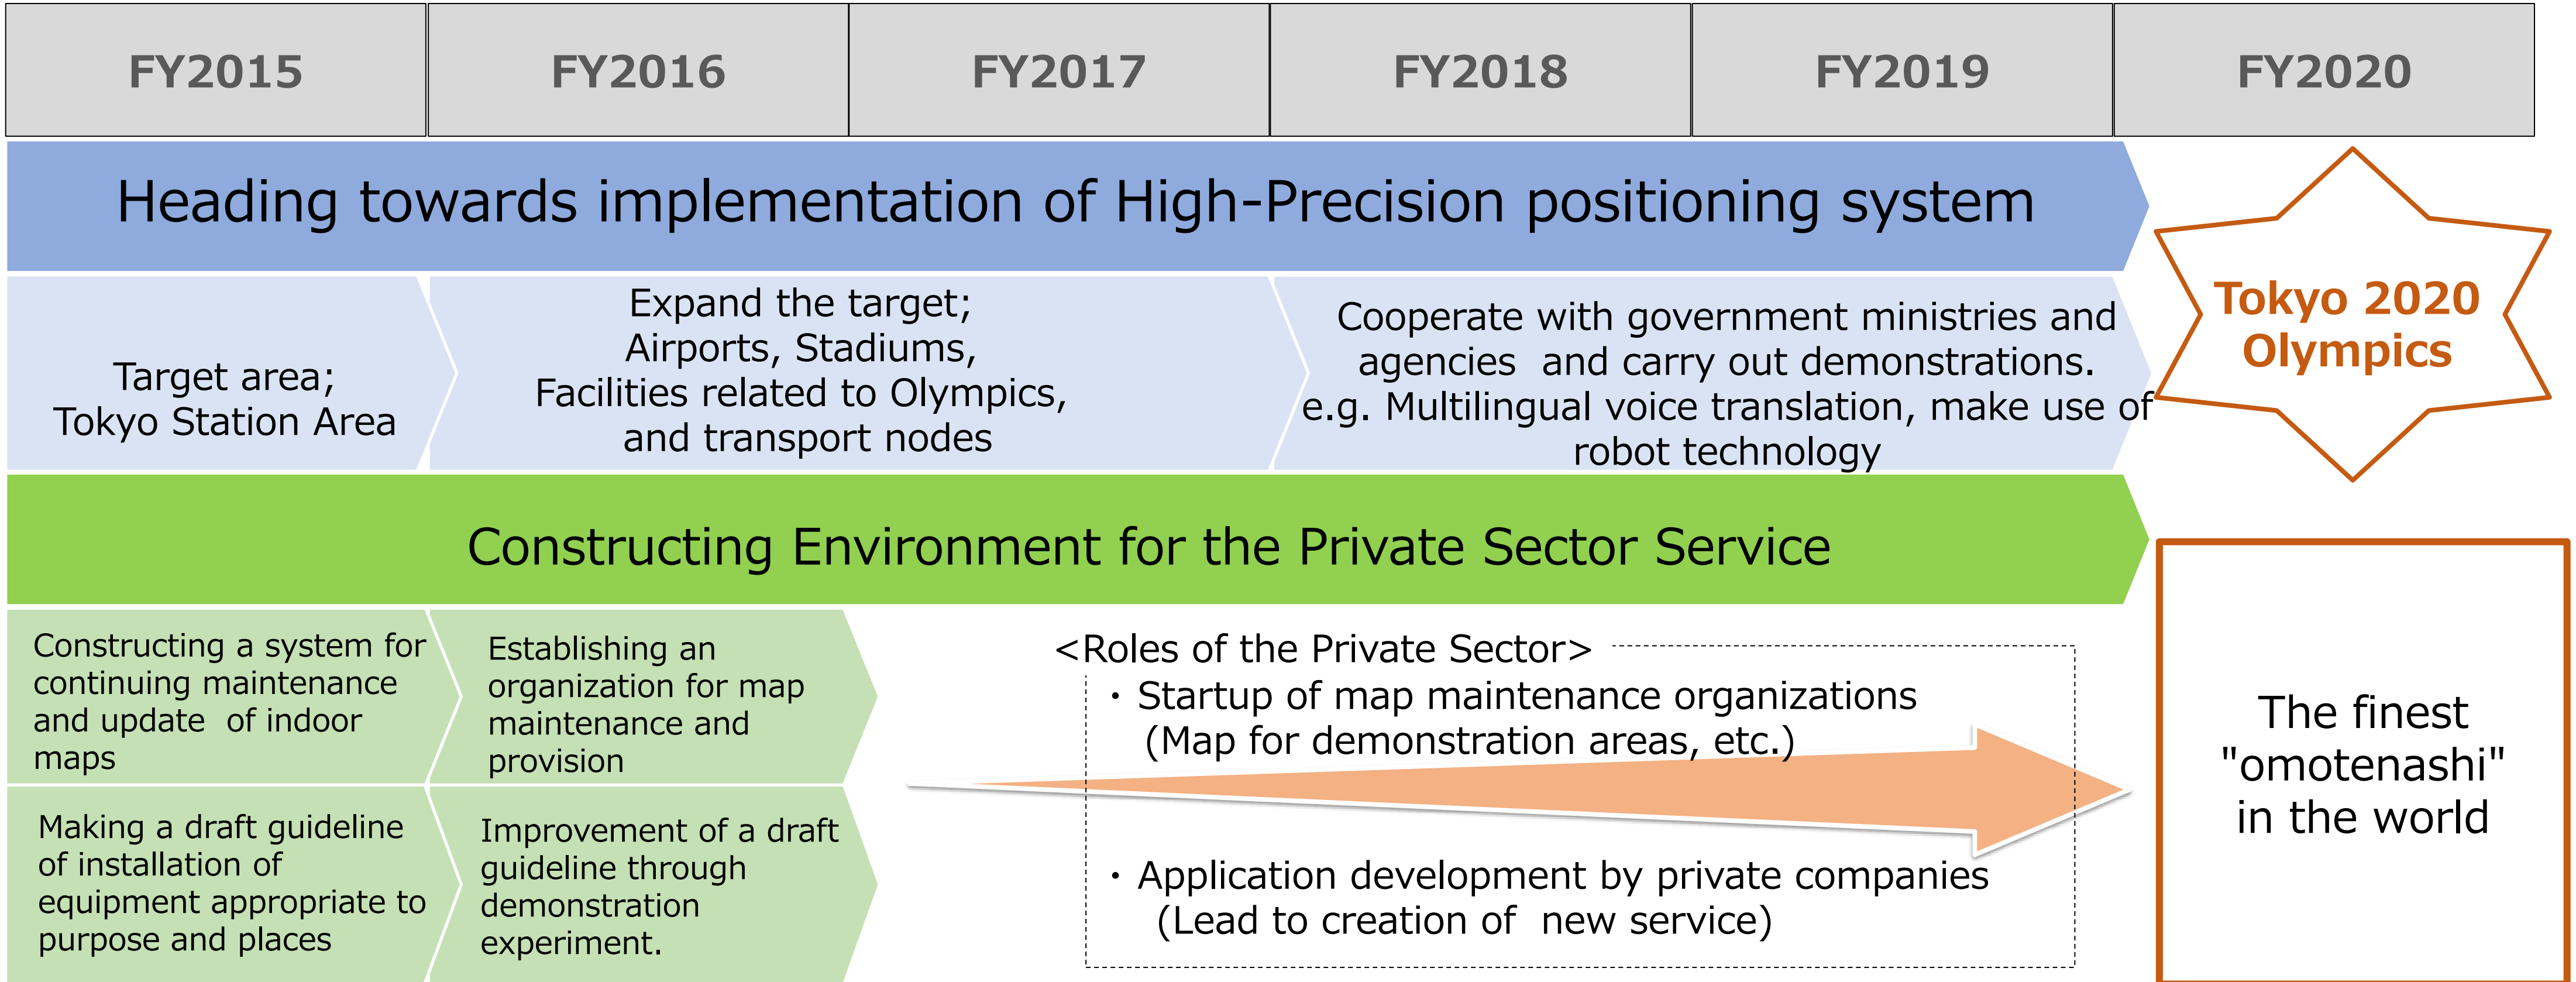 FY2015
FY2016
FY2017
FY2018
FY2019
FY2020
Heading towards implementation of High-Precision positioning system
Target area;
Tokyo Station Area
Expand the target;
Airports, Stadiums,
Facilities related to Olympics,
and transport nodes
Cooperate with government ministries and
agencies  and carry out demonstrations.
e.g. Multilingual voice translation, make use of
robot technology
Tokyo 2020
Olympics
Constructing Environment for the Private Sector Service
Constructing a system for
continuing maintenance
and update  of indoor
maps
Establishing an
organization for map
maintenance and
provision
Making a draft guideline
of installation of
equipment appropriate to
purpose and places
Improvement of a draft
guideline through
demonstration
experiment.
<Roles of the Private Sector>
・Startup of map maintenance organizations
(Map for demonstration areas, etc.)
・Application development by private companies
(Lead to creation of  new service)
The finest
"omotenashi"
in the world